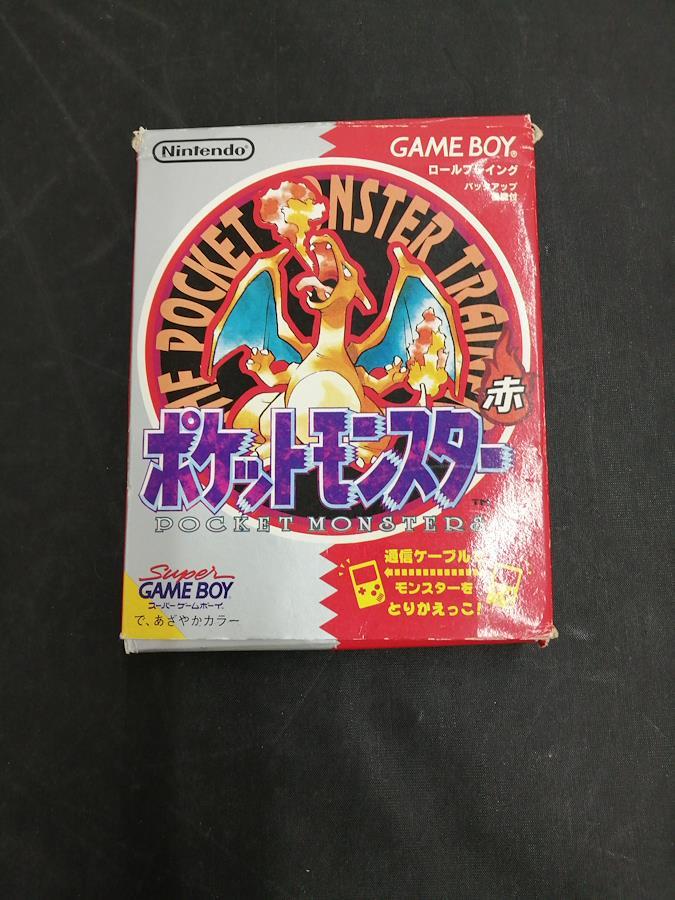 Nintendo
GAME BOY
ロールプレイング
バックアップ
THE POCKET MONSTER TRAINE
赤
ポケットモンスター
TM
POCKET MONSTERS
通信ケーブル
モンスターを
とりかえっこ!
Super
GAME BOY
スーパーゲームボーイ
で、あざやかカラー